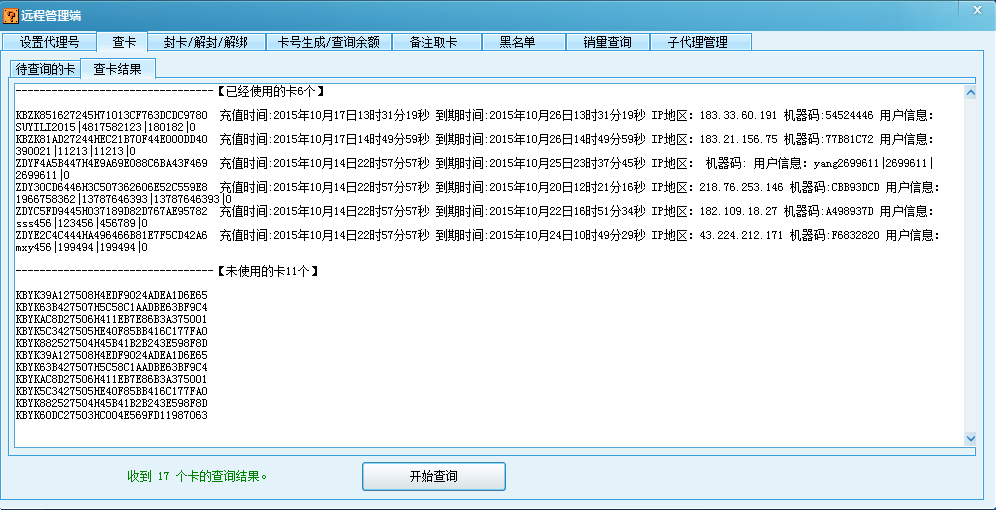 远程管理端
设置代理号 查卡 封卡/解封/解绑 卡号生成/查询余额 备注取卡 黑名单 销量查询 子代理管理
待查询的卡 查卡结果
---------------------------------【已经使用的卡6个】
KBZK851627245H71013CF763DCDC9780 充值时间:2015年10月17日13时31分19秒 到期时间:2015年10月26日13时31分19秒 IP地区: 183.33.60.191 机器码:54524446 用户信息:
SUYILI2015|4817582123|180182|0
KBZK81AD27244HEC21B70F44E000DD40 充值时间:2015年10月17日14时49分59秒 到期时间:2015年10月26日14时49分59秒 IP地区: 183.21.156.75 机器码:77B81C72 用户信息:
390021|11213|11213|0
ZDYF4A5B447H4E9A69E088C6BA43F469 充值时间:2015年10月14日22时57分57秒 到期时间:2015年10月25日23时37分45秒 IP地区: 机器码: 用户信息: yang2699611|2699611|
2699611|0
ZDY30CD6446H3C507362606E52C559E8 充值时间:2015年10月14日22时57分57秒 到期时间:2015年10月20日12时21分16秒 IP地区: 218.76.253.146 机器码:CBB93DCD 用户信息:
1966758362|13787646393|13787646393|0
ZDYC5FD9445H037189D82D767AE95782 充值时间:2015年10月14日22时57分57秒 到期时间:2015年10月22日16时51分34秒 IP地区: 182.109.18.27 机器码:A498937D 用户信息:
sss456|123456|456789|0
ZDYE2C4C444HA496466B81E7F5CD42A6 充值时间:2015年10月14日22时57分57秒 到期时间:2015年10月24日10时49分29秒 IP地区: 43.224.212.171 机器码:F6832820 用户信息:
mxy456|199494|199494|0
---------------------------------【未使用的卡11个】
KBYK39A127508H4EDF9024ADEA1D6E65
KBYK63B427507H5C58C1AADBE63BF9C4
KBYKAC8D27506H411EB7E86B3A375001
KBYK5C3427505HE40F85BB416C177FA0
KBYK882527504H45B41B2B243E598F8D
KBYK39A127508H4EDF9024ADEA1D6E65
KBYK63B427507H5C58C1AADBE63BF9C4
KBYKAC8D27506H411EB7E86B3A375001
KBYK5C3427505HE40F85BB416C177FA0
KBYK882527504H45B41B2B243E598F8D
KBYK60DC27503HC004E569FD11987063
收到 17 个卡的查询结果。 开始查询